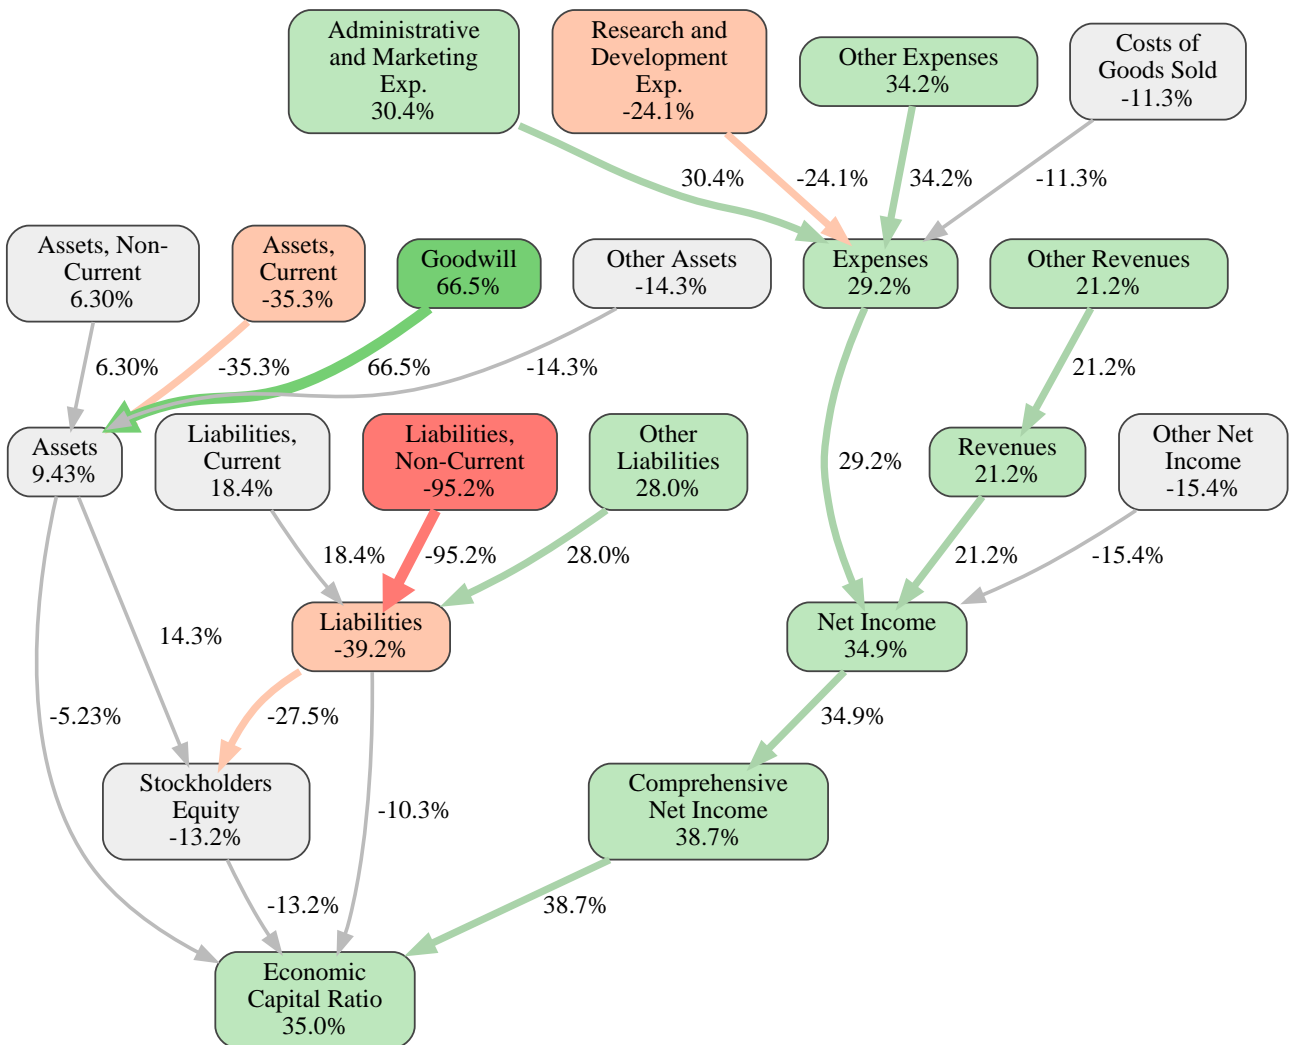 Administrative
and Marketing
Exp.
30.4%
Research and
Development
Exp.
-24.1%
Other Expenses
34.2%
Costs of
Goods Sold
-11.3%
30.4%
-24.1%
34.2%
-11.3%
Assets, Non-
Current
6.30%
Assets,
Current
-35.3%
Goodwill
66.5%
Other Assets
-14.3%
Expenses
29.2%
Other Revenues
21.2%
6.30%
-35.3%
66.5%
-14.3%
21.2%
Assets
9.43%
Liabilities,
Current
18.4%
Liabilities,
Non-Current
-95.2%
Other
Liabilities
28.0%
29.2%
Revenues
21.2%
Other Net
Income
-15.4%
18.4%
-95.2%
28.0%
21.2%
-15.4%
14.3%
Liabilities
-39.2%
Net Income
34.9%
-5.23%
-27.5%
34.9%
Stockholders
Equity
-13.2%
-10.3%
Comprehensive
Net Income
38.7%
-13.2%
38.7%
Economic
Capital Ratio
35.0%